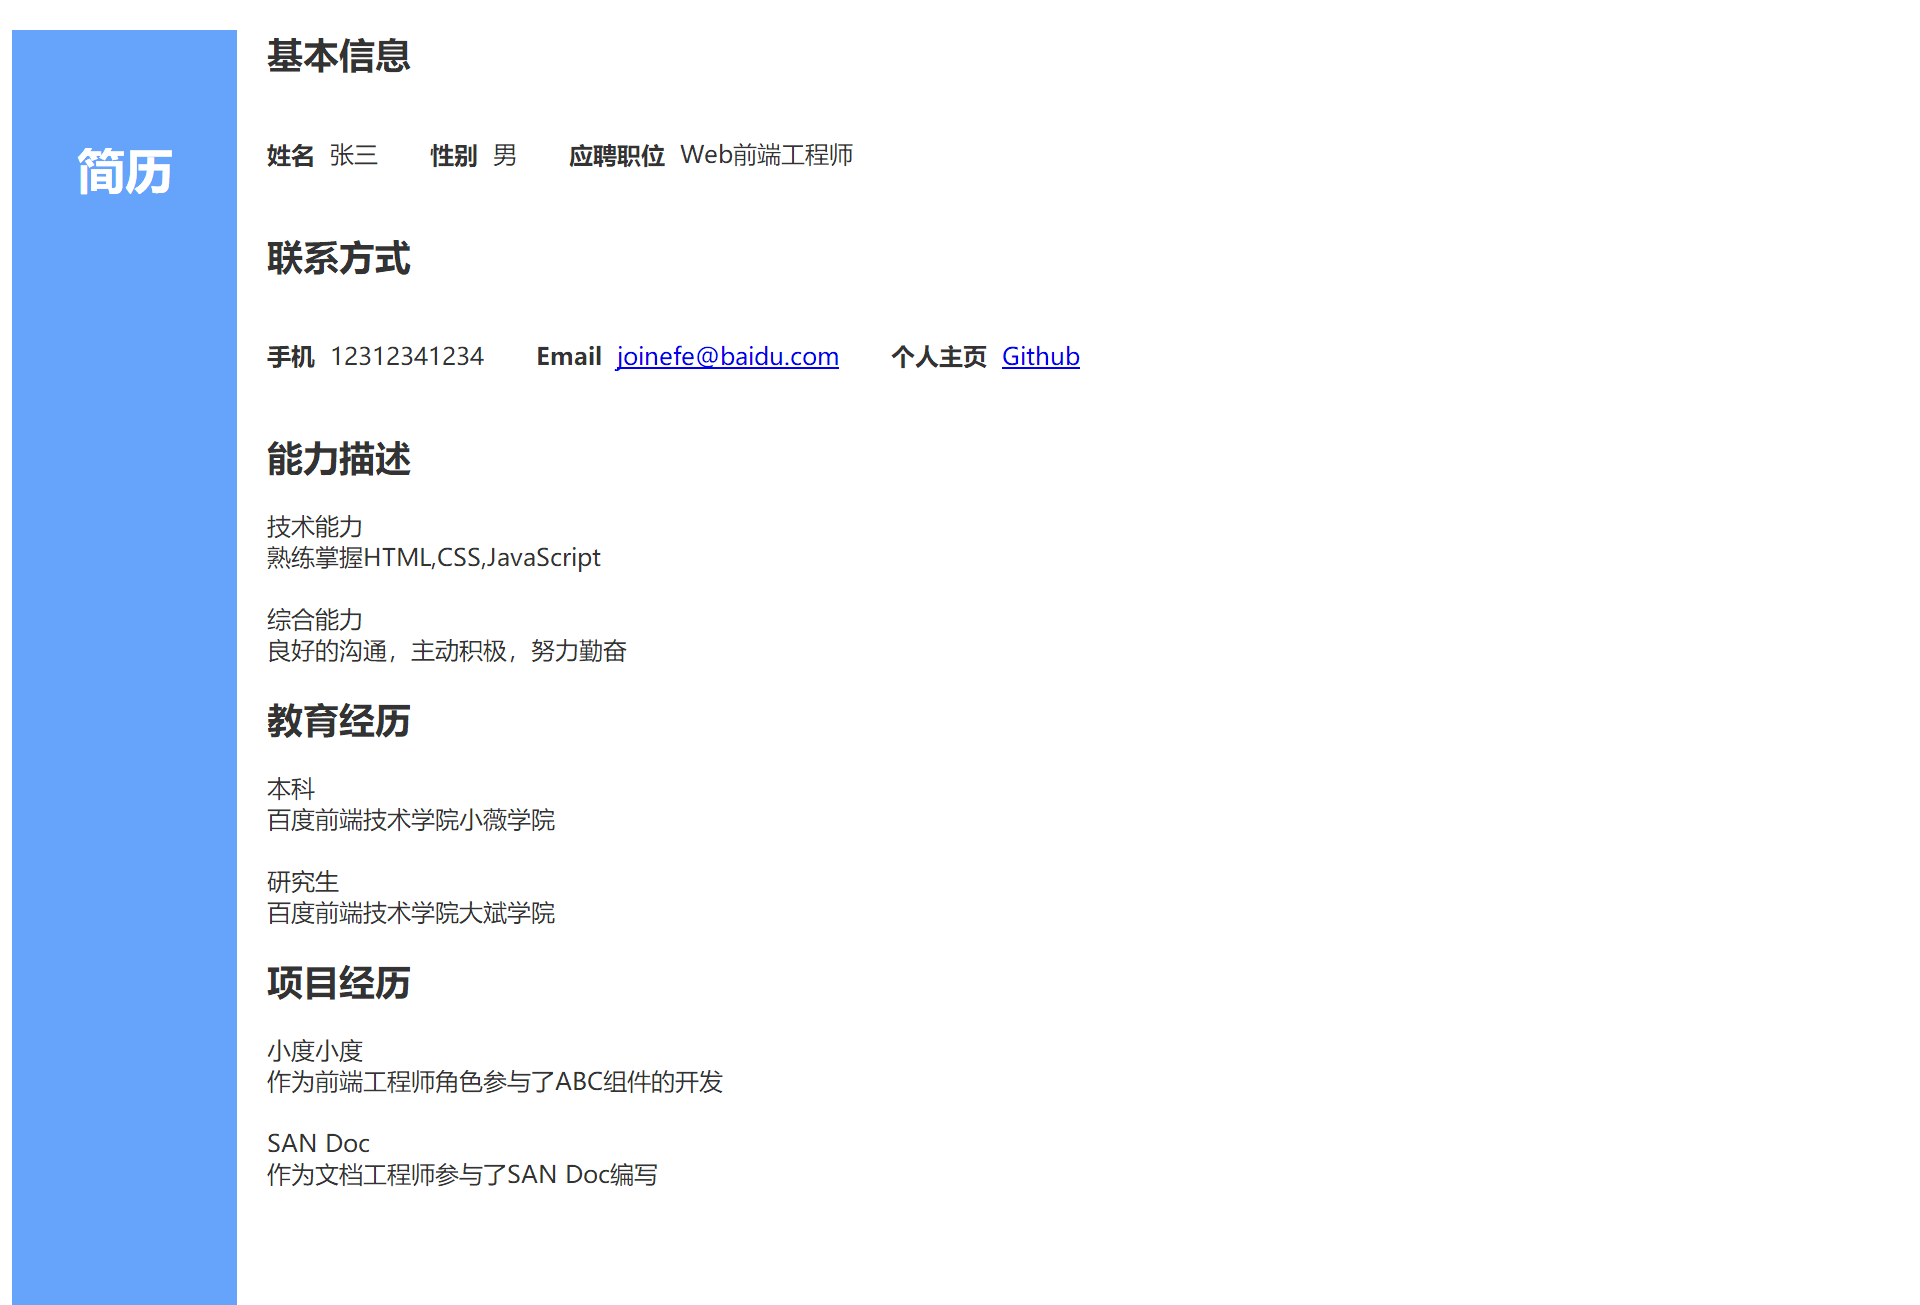 简历
基本信息
姓名 张三 性别 男 应聘职位 Web前端工程师
联系方式
手机 12312341234 Email joinefe@baidu.com 个人主页 Github
能力描述
技术能力
熟练掌握HTML,CSS,JavaScript
综合能力
良好的沟通，主动积极，努力勤奋
教育经历
本科
百度前端技术学院小薇学院
研究生
百度前端技术学院大斌学院
项目经历
小度小度
作为前端工程师角色参与了ABC组件的开发
SAN Doc
作为文档工程师参与了SAN Doc编写